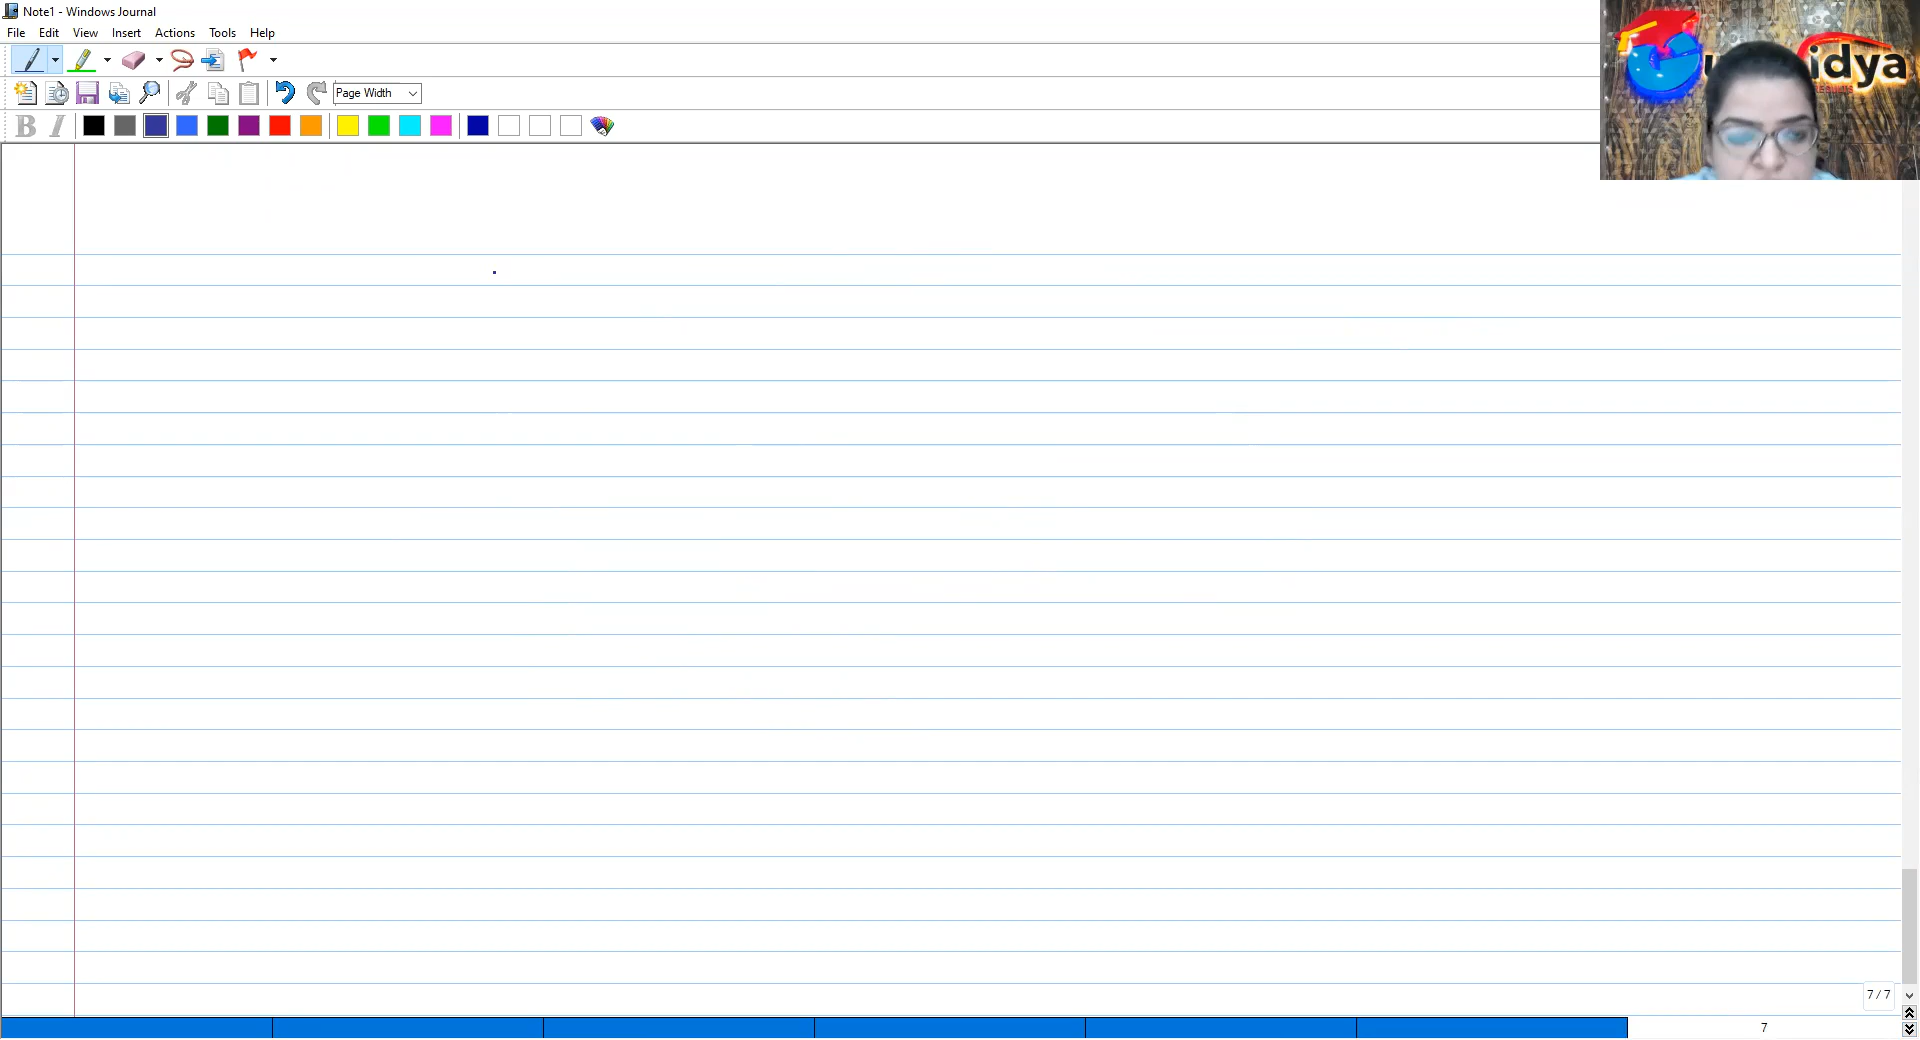 Note1 - Windows Journal
File Edit View Insert Actions Tools Help
Page Width
B I
idya
7 / 7
7